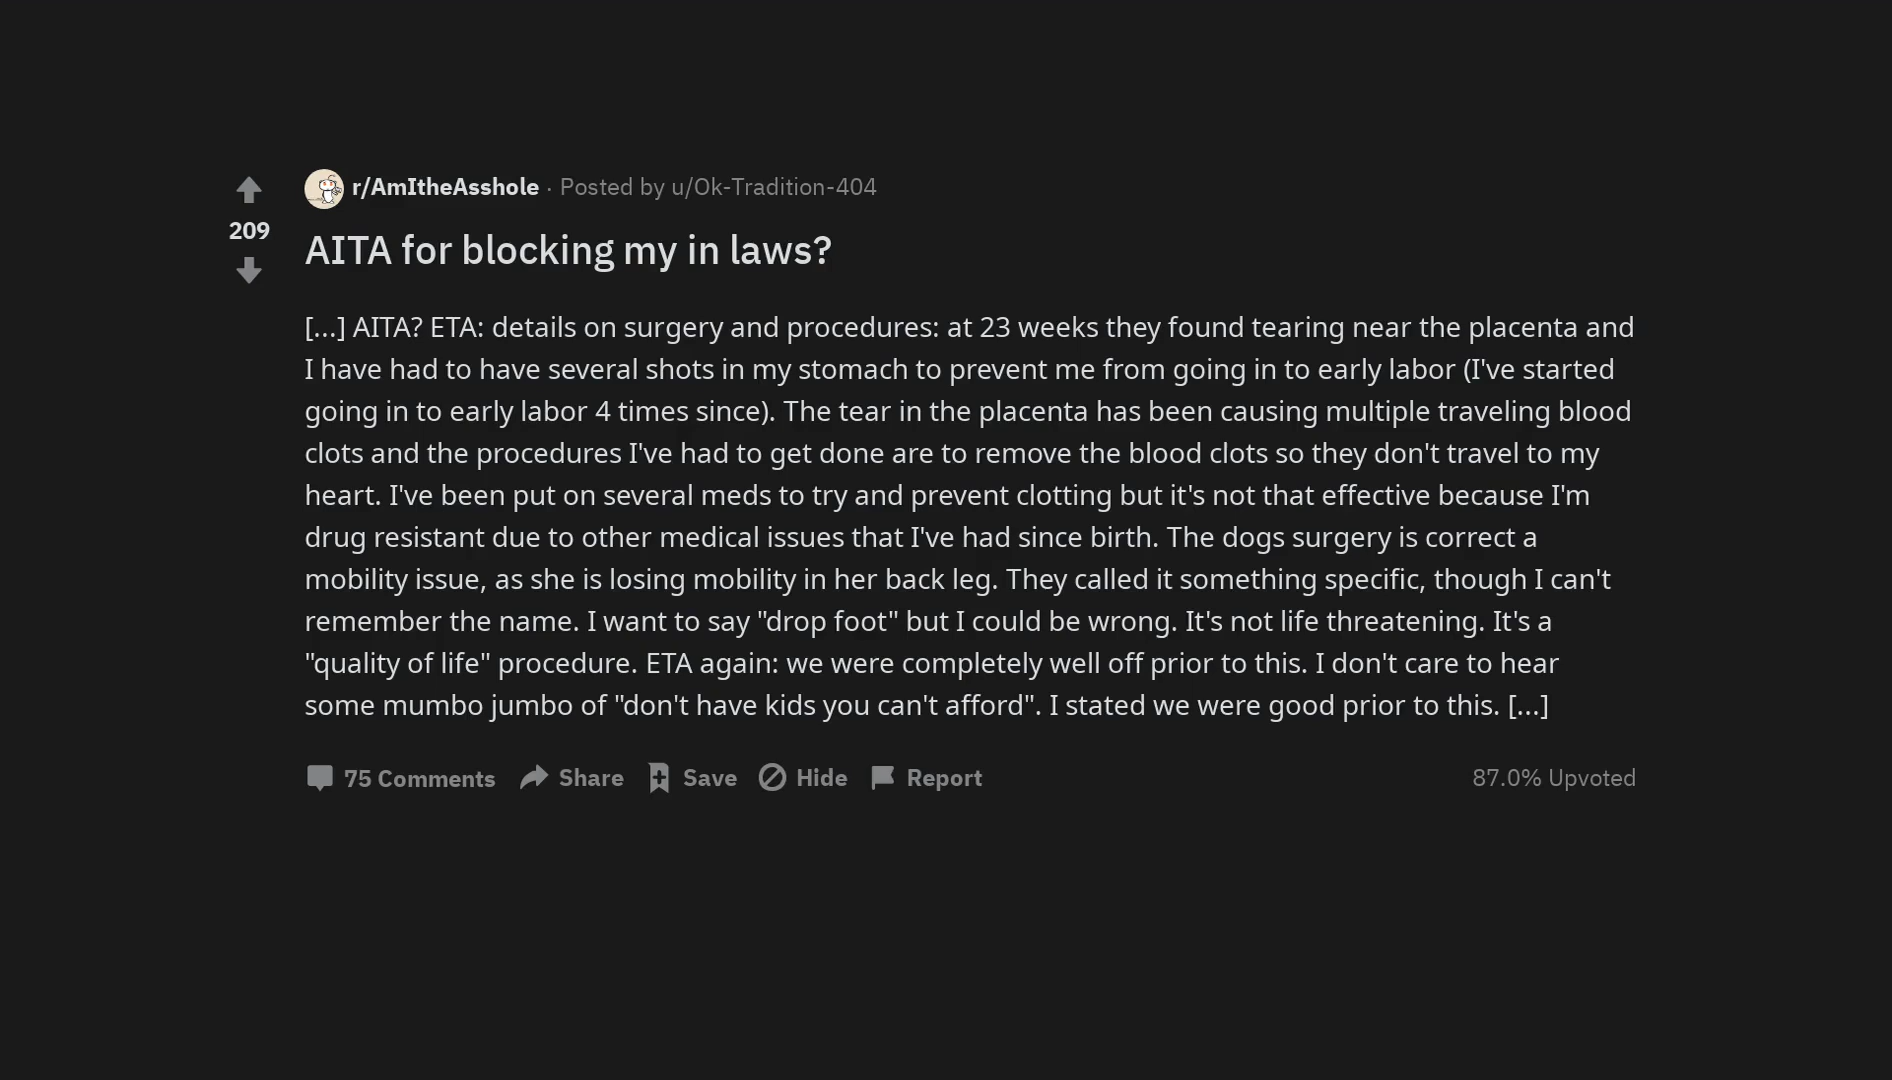 r/AmItheAsshole · Posted by u/Ok-Tradition-404
209
AITA for blocking my in laws?
[...] AITA? ETA: details on surgery and procedures: at 23 weeks they found tearing near the placenta and
I have had to have several shots in my stomach to prevent me from going in to early labor (I've started
going in to early labor 4 times since). The tear in the placenta has been causing multiple traveling blood
clots and the procedures I've had to get done are to remove the blood clots so they don't travel to my
heart. I've been put on several meds to try and prevent clotting but it's not that effective because I'm
drug resistant due to other medical issues that I've had since birth. The dogs surgery is correct a
mobility issue, as she is losing mobility in her back leg. They called it something specific, though I can't
remember the name. I want to say "drop foot" but I could be wrong. It's not life threatening. It's a
"quality of life" procedure. ETA again: we were completely well off prior to this. I don't care to hear
some mumbo jumbo of "don't have kids you can't afford". I stated we were good prior to this. [...]
75 Comments Share Save Hide Report 87.0% Upvoted